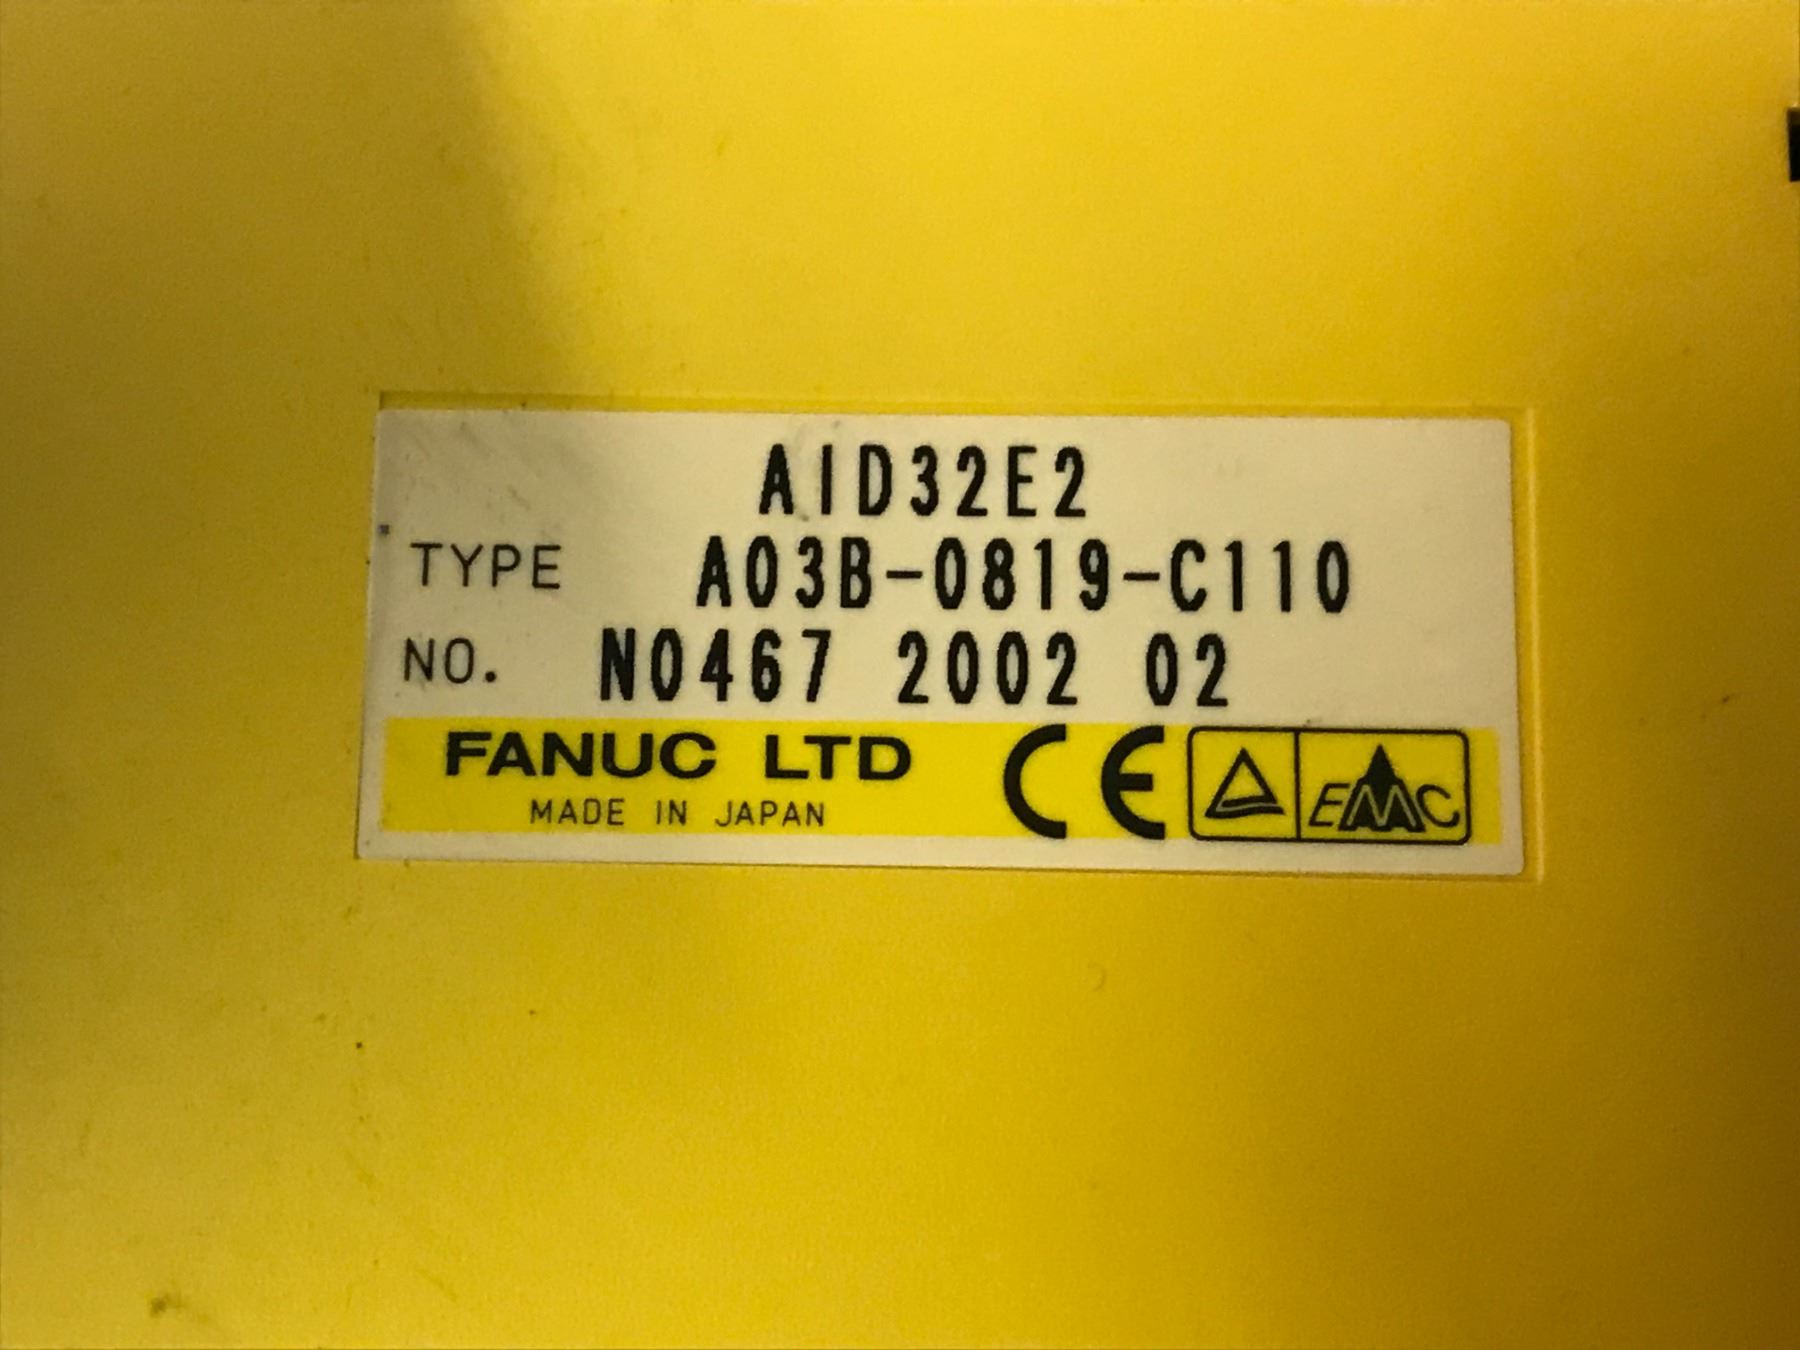 AID32E2
TYPE A03B-0819-C110
NO. N0467 2002 02
FANUC LTD CE EMC
MADE IN JAPAN